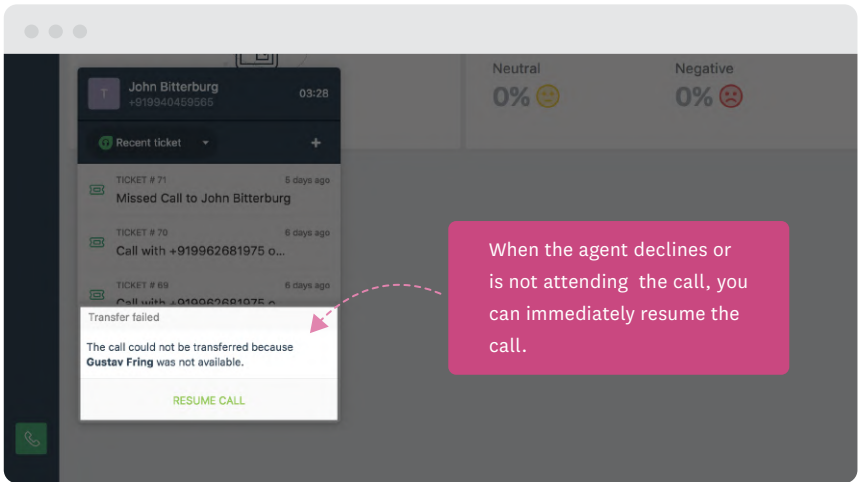 T
John Bitterburg
+919940459565
03:28
Recent ticket
+
TICKET # 71
6 days ago
Missed Call to John Bitterburg
TICKET # 70
6 days ago
Call with +919962681975 o...
TICKET # 69
6 days ago
Call with +919962681975 o
Transfer failed
The call could not be transferred because
Gustav Fring was not available.
RESUME CALL
Neutral
0%
Negative
0%
When the agent declines or
is not attending the call, you
can immediately resume the
call.